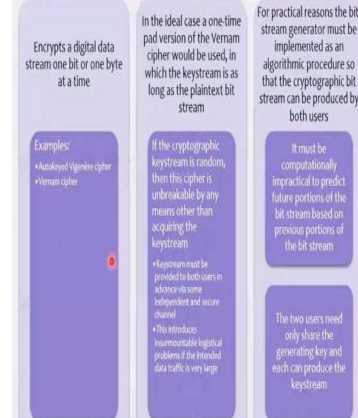 Encrypts a digital data
stream one bit or one byte
at a time
Examples:
•Autokeyed Vigenère cipher
•Vernam cipher
In the ideal case a one-time
pad version of the Vernam
cipher would be used, in
which the keystream is as
long as the plaintext bit
stream
If the cryptographic
keystream is random,
then this cipher is
unbreakable by any
means other than
acquiring the
keystream
•Keystream must be
provided to both users in
advance via some
independent and secure
channel
•This introduces
insurmountable logistical
problems if the intended
data traffic is very large
For practical reasons the bit-
stream generator must be
implemented as an
algorithmic procedure so
that the cryptographic bit
stream can be produced by
both users
It must be
computationally
impractical to predict
future portions of the
bit stream based on
previous portions of
the bit stream
The two users need
only share the
generating key and
each can produce the
keystream